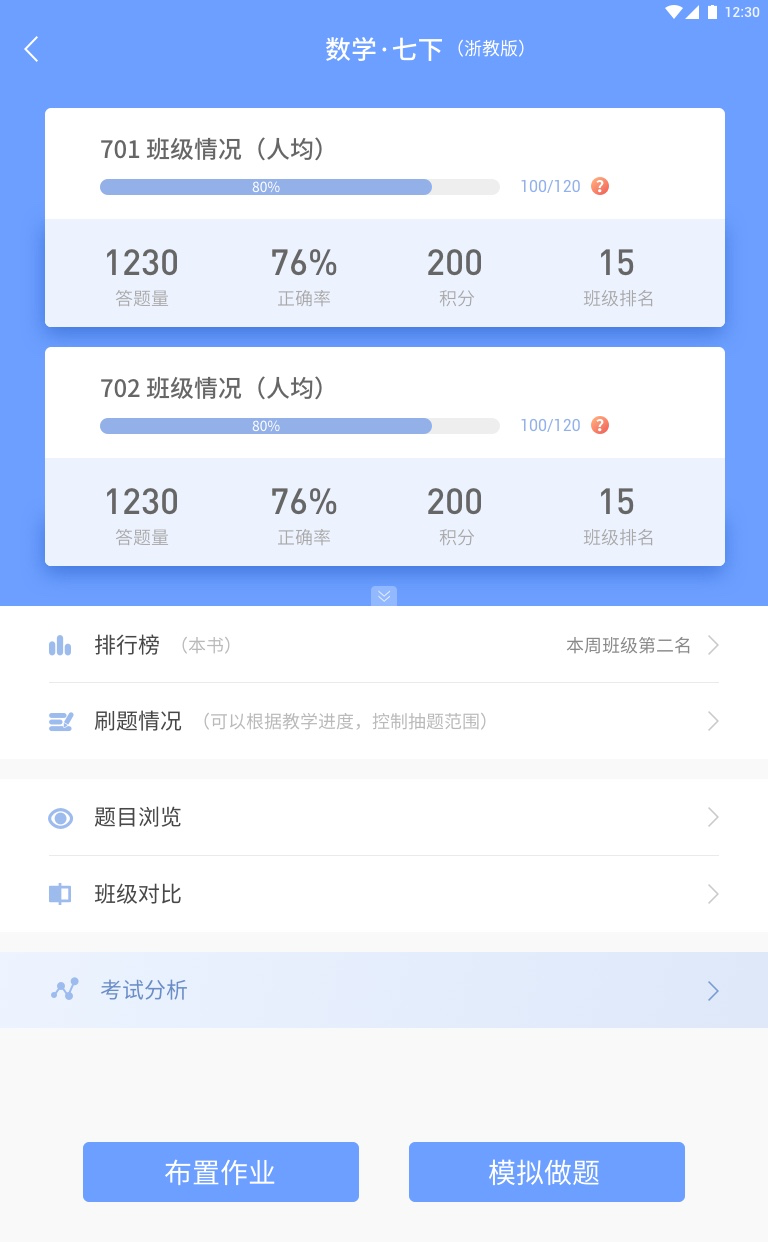 12:30
数学·七下（浙教版）
701 班级情况（人均）
80% 100/120 ?
1230 76% 200 15
答题量 正确率 积分 班级排名
702 班级情况（人均）
80% 100/120 ?
1230 76% 200 15
答题量 正确率 积分 班级排名
排行榜 （本书） 本周班级第二名
刷题情况 （可以根据教学进度，控制抽题范围）
题目浏览
班级对比
考试分析
布置作业 模拟做题